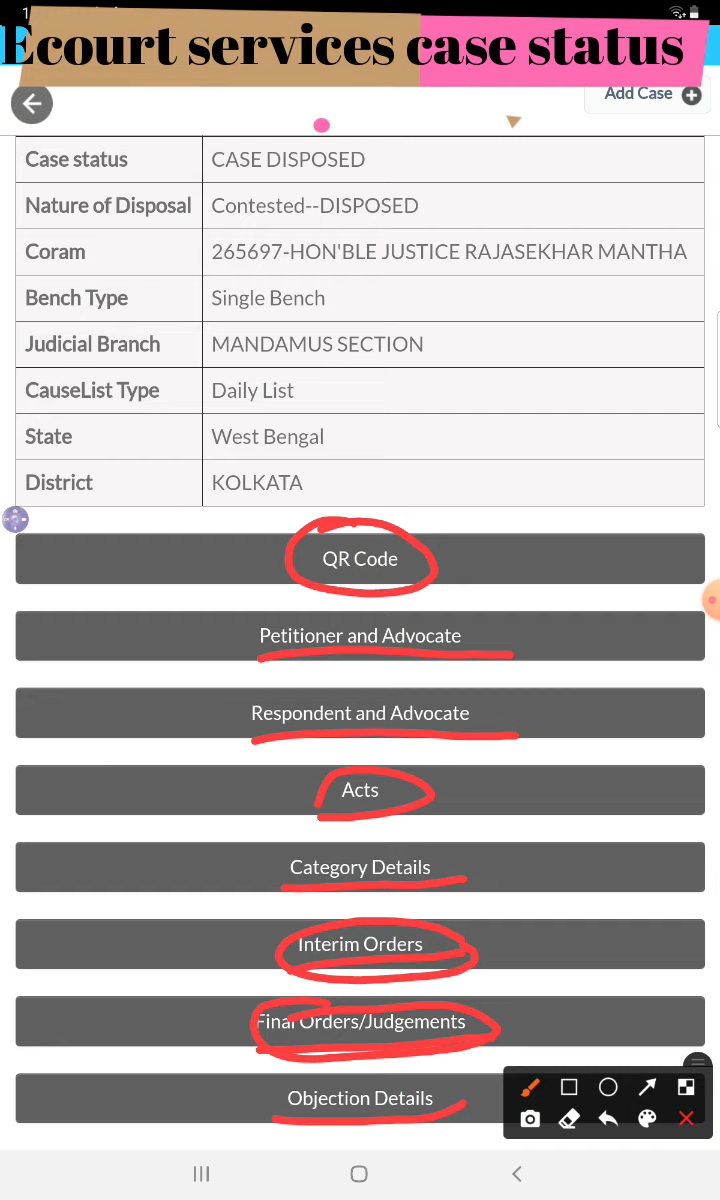 Ecourt services case status
Add Case
Case status CASE DISPOSED
Nature of Disposal Contested--DISPOSED
Coram 265697-HON'BLE JUSTICE RAJASEKHAR MANTHA
Bench Type Single Bench
Judicial Branch MANDAMUS SECTION
CauseList Type Daily List
State West Bengal
District KOLKATA
QR Code
Petitioner and Advocate
Respondent and Advocate
Acts
Category Details
Interim Orders
Final Orders/Judgements
Objection Details